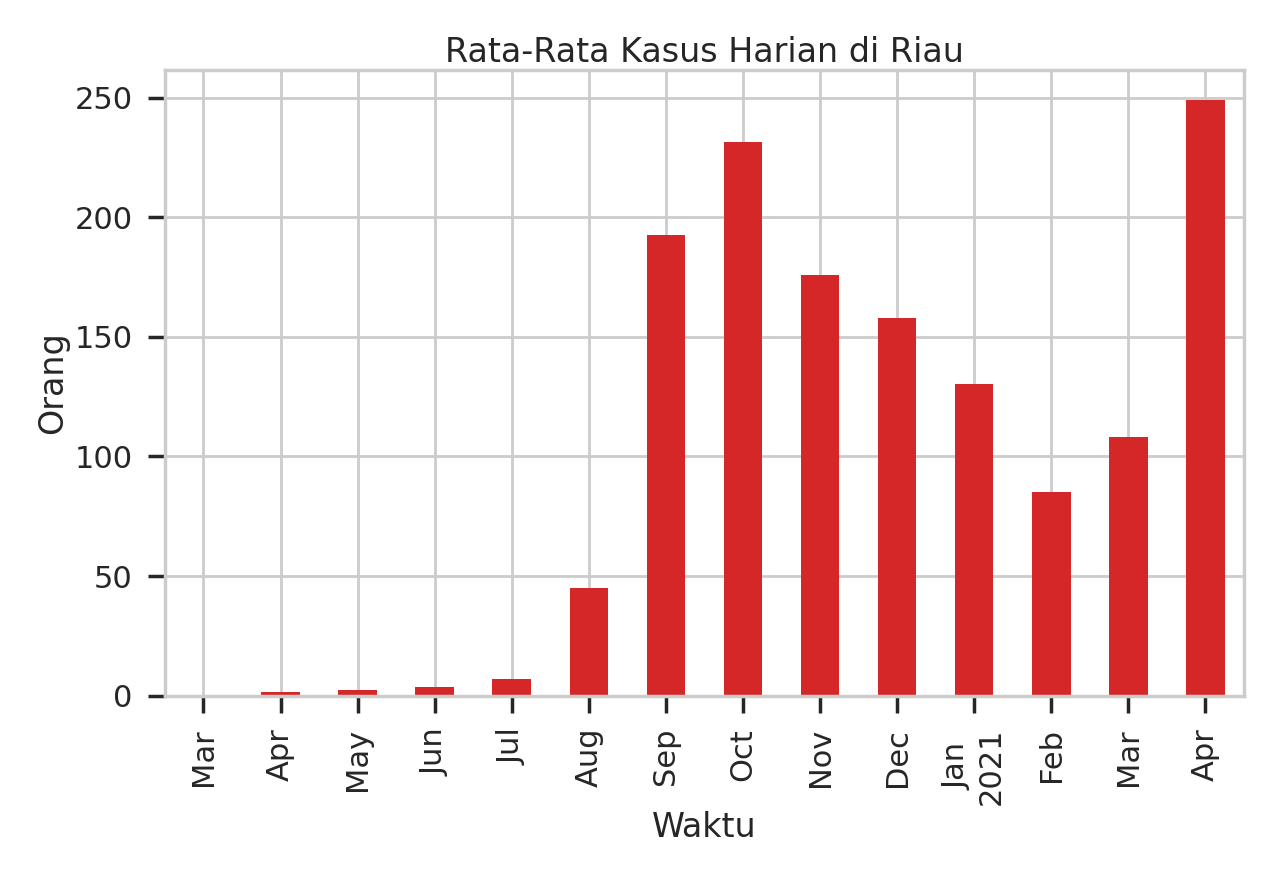 Rata-Rata Kasus Harian di Riau
Orang
250
200
150
100
50
0
Mar
Apr
May
Jun
Jul
Aug
Sep
Oct
Nov
Dec
Jan
2021
Feb
Mar
Apr
Waktu